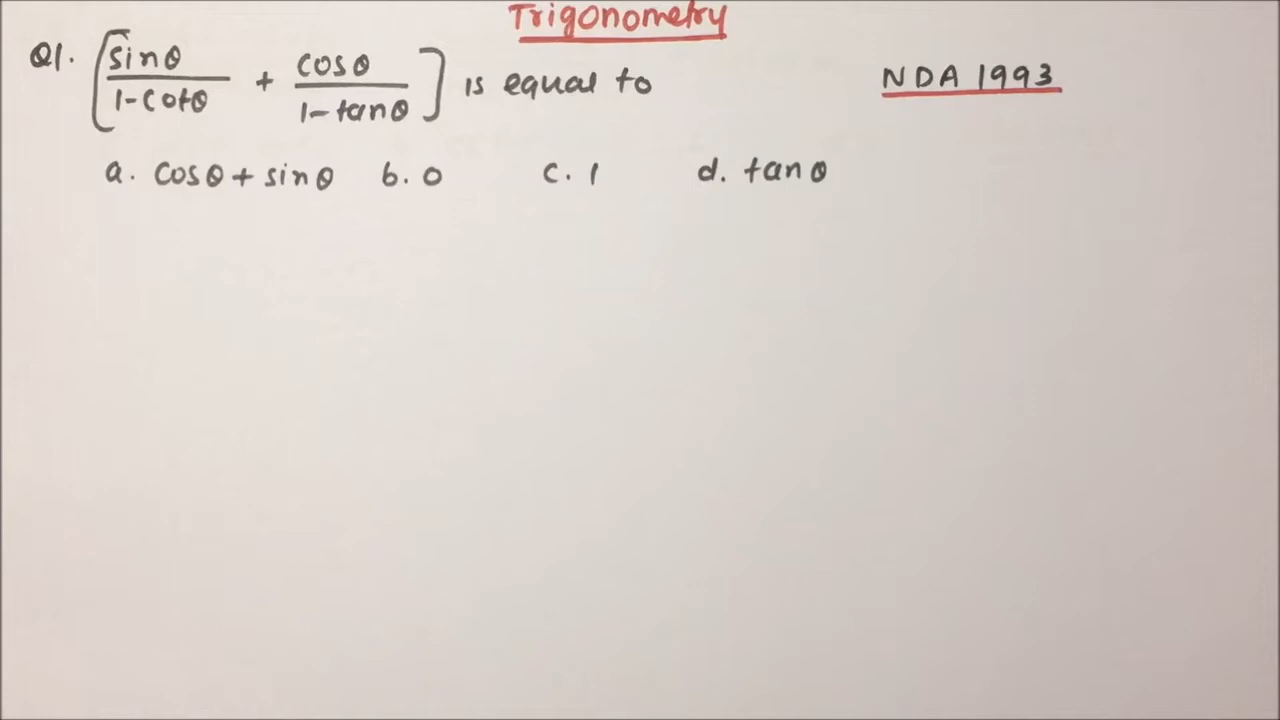 Trigonometry
Q1. [sinθ/1-cotθ + cosθ/1-tanθ] is equal to NDA 1993
a. cosθ + sinθ b. 0 c. 1 d. tanθ